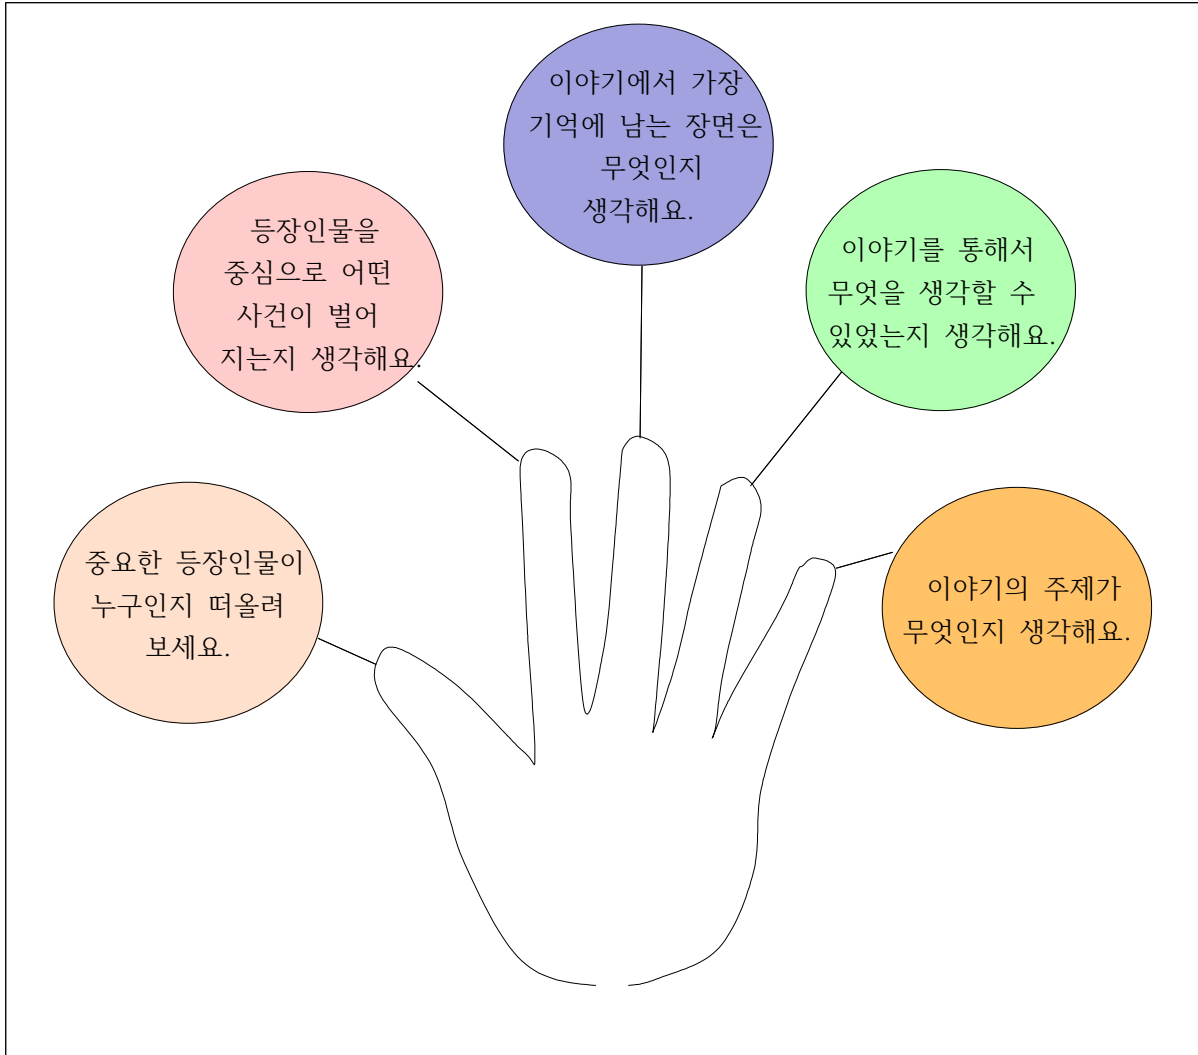 이야기에서 가장
기억에 남는 장면은
무엇인지
생각해요.
등장인물을
중심으로 어떤
사건이 벌어
지는지 생각해요.
이야기를 통해서
무엇을 생각할 수
있었는지 생각해요.
중요한 등장인물이
누구인지 떠올려
보세요.
이야기의 주제가
무엇인지 생각해요.